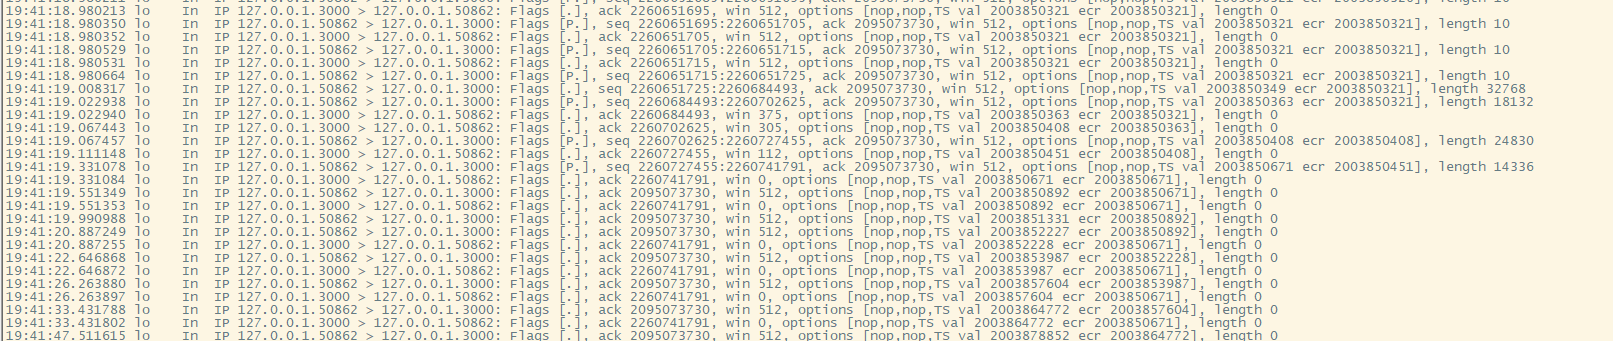 19:41:18.980213 lo    In  IP 127.0.0.1.3000 > 127.0.0.1.50862: Flags [.], ack 2260651695, win 512, options [nop,nop,TS val 2003850321 ecr 2003850321], length 0
19:41:18.980350 lo    In  IP 127.0.0.1.50862 > 127.0.0.1.3000: Flags [P.], seq 2260651695:2260651705, ack 2095073730, win 512, options [nop,nop,TS val 2003850321 ecr 2003850321], length 10
19:41:18.980352 lo    In  IP 127.0.0.1.3000 > 127.0.0.1.50862: Flags [.], ack 2260651705, win 512, options [nop,nop,TS val 2003850321 ecr 2003850321], length 0
19:41:18.980529 lo    In  IP 127.0.0.1.50862 > 127.0.0.1.3000: Flags [P.], seq 2260651705:2260651715, ack 2095073730, win 512, options [nop,nop,TS val 2003850321 ecr 2003850321], length 10
19:41:18.980531 lo    In  IP 127.0.0.1.3000 > 127.0.0.1.50862: Flags [.], ack 2260651715, win 512, options [nop,nop,TS val 2003850321 ecr 2003850321], length 0
19:41:18.980664 lo    In  IP 127.0.0.1.50862 > 127.0.0.1.3000: Flags [P.], seq 2260651715:2260651725, ack 2095073730, win 512, options [nop,nop,TS val 2003850321 ecr 2003850321], length 10
19:41:19.008317 lo    In  IP 127.0.0.1.50862 > 127.0.0.1.3000: Flags [.], seq 2260651725:2260684493, ack 2095073730, win 512, options [nop,nop,TS val 2003850349 ecr 2003850321], length 32768
19:41:19.022938 lo    In  IP 127.0.0.1.50862 > 127.0.0.1.3000: Flags [P.], seq 2260684493:2260702625, ack 2095073730, win 512, options [nop,nop,TS val 2003850363 ecr 2003850321], length 18132
19:41:19.022940 lo    In  IP 127.0.0.1.3000 > 127.0.0.1.50862: Flags [.], ack 2260684493, win 375, options [nop,nop,TS val 2003850363 ecr 2003850321], length 0
19:41:19.067443 lo    In  IP 127.0.0.1.3000 > 127.0.0.1.50862: Flags [.], ack 2260702625, win 305, options [nop,nop,TS val 2003850408 ecr 2003850363], length 0
19:41:19.067457 lo    In  IP 127.0.0.1.50862 > 127.0.0.1.3000: Flags [P.], seq 2260702625:2260727455, ack 2095073730, win 512, options [nop,nop,TS val 2003850408 ecr 2003850408], length 24830
19:41:19.111148 lo    In  IP 127.0.0.1.3000 > 127.0.0.1.50862: Flags [.], ack 2260727455, win 112, options [nop,nop,TS val 2003850451 ecr 2003850408], length 0
19:41:19.331078 lo    In  IP 127.0.0.1.50862 > 127.0.0.1.3000: Flags [P.], seq 2260727455:2260741791, ack 2095073730, win 512, options [nop,nop,TS val 2003850671 ecr 2003850451], length 14336
19:41:19.331084 lo    In  IP 127.0.0.1.3000 > 127.0.0.1.50862: Flags [.], ack 2260741791, win 0, options [nop,nop,TS val 2003850671 ecr 2003850671], length 0
19:41:19.551349 lo    In  IP 127.0.0.1.50862 > 127.0.0.1.3000: Flags [.], ack 2095073730, win 512, options [nop,nop,TS val 2003850892 ecr 2003850671], length 0
19:41:19.551353 lo    In  IP 127.0.0.1.3000 > 127.0.0.1.50862: Flags [.], ack 2260741791, win 0, options [nop,nop,TS val 2003850892 ecr 2003850671], length 0
19:41:19.990988 lo    In  IP 127.0.0.1.50862 > 127.0.0.1.3000: Flags [.], ack 2095073730, win 512, options [nop,nop,TS val 2003851331 ecr 2003850892], length 0
19:41:20.887249 lo    In  IP 127.0.0.1.50862 > 127.0.0.1.3000: Flags [.], ack 2095073730, win 512, options [nop,nop,TS val 2003852227 ecr 2003850892], length 0
19:41:20.887255 lo    In  IP 127.0.0.1.3000 > 127.0.0.1.50862: Flags [.], ack 2260741791, win 0, options [nop,nop,TS val 2003852228 ecr 2003850671], length 0
19:41:22.646868 lo    In  IP 127.0.0.1.50862 > 127.0.0.1.3000: Flags [.], ack 2095073730, win 512, options [nop,nop,TS val 2003853987 ecr 2003852228], length 0
19:41:22.646872 lo    In  IP 127.0.0.1.3000 > 127.0.0.1.50862: Flags [.], ack 2260741791, win 0, options [nop,nop,TS val 2003853987 ecr 2003850671], length 0
19:41:26.263880 lo    In  IP 127.0.0.1.50862 > 127.0.0.1.3000: Flags [.], ack 2095073730, win 512, options [nop,nop,TS val 2003857604 ecr 2003853987], length 0
19:41:26.263897 lo    In  IP 127.0.0.1.3000 > 127.0.0.1.50862: Flags [.], ack 2260741791, win 0, options [nop,nop,TS val 2003857604 ecr 2003850671], length 0
19:41:33.431788 lo    In  IP 127.0.0.1.50862 > 127.0.0.1.3000: Flags [.], ack 2095073730, win 512, options [nop,nop,TS val 2003864772 ecr 2003857604], length 0
19:41:33.431802 lo    In  IP 127.0.0.1.3000 > 127.0.0.1.50862: Flags [.], ack 2260741791, win 0, options [nop,nop,TS val 2003864772 ecr 2003850671], length 0
19:41:47.511615 lo    In  IP 127.0.0.1.50862 > 127.0.0.1.3000: Flags [.], ack 2095073730, win 512, options [nop,nop,TS val 2003878852 ecr 2003864772], length 0